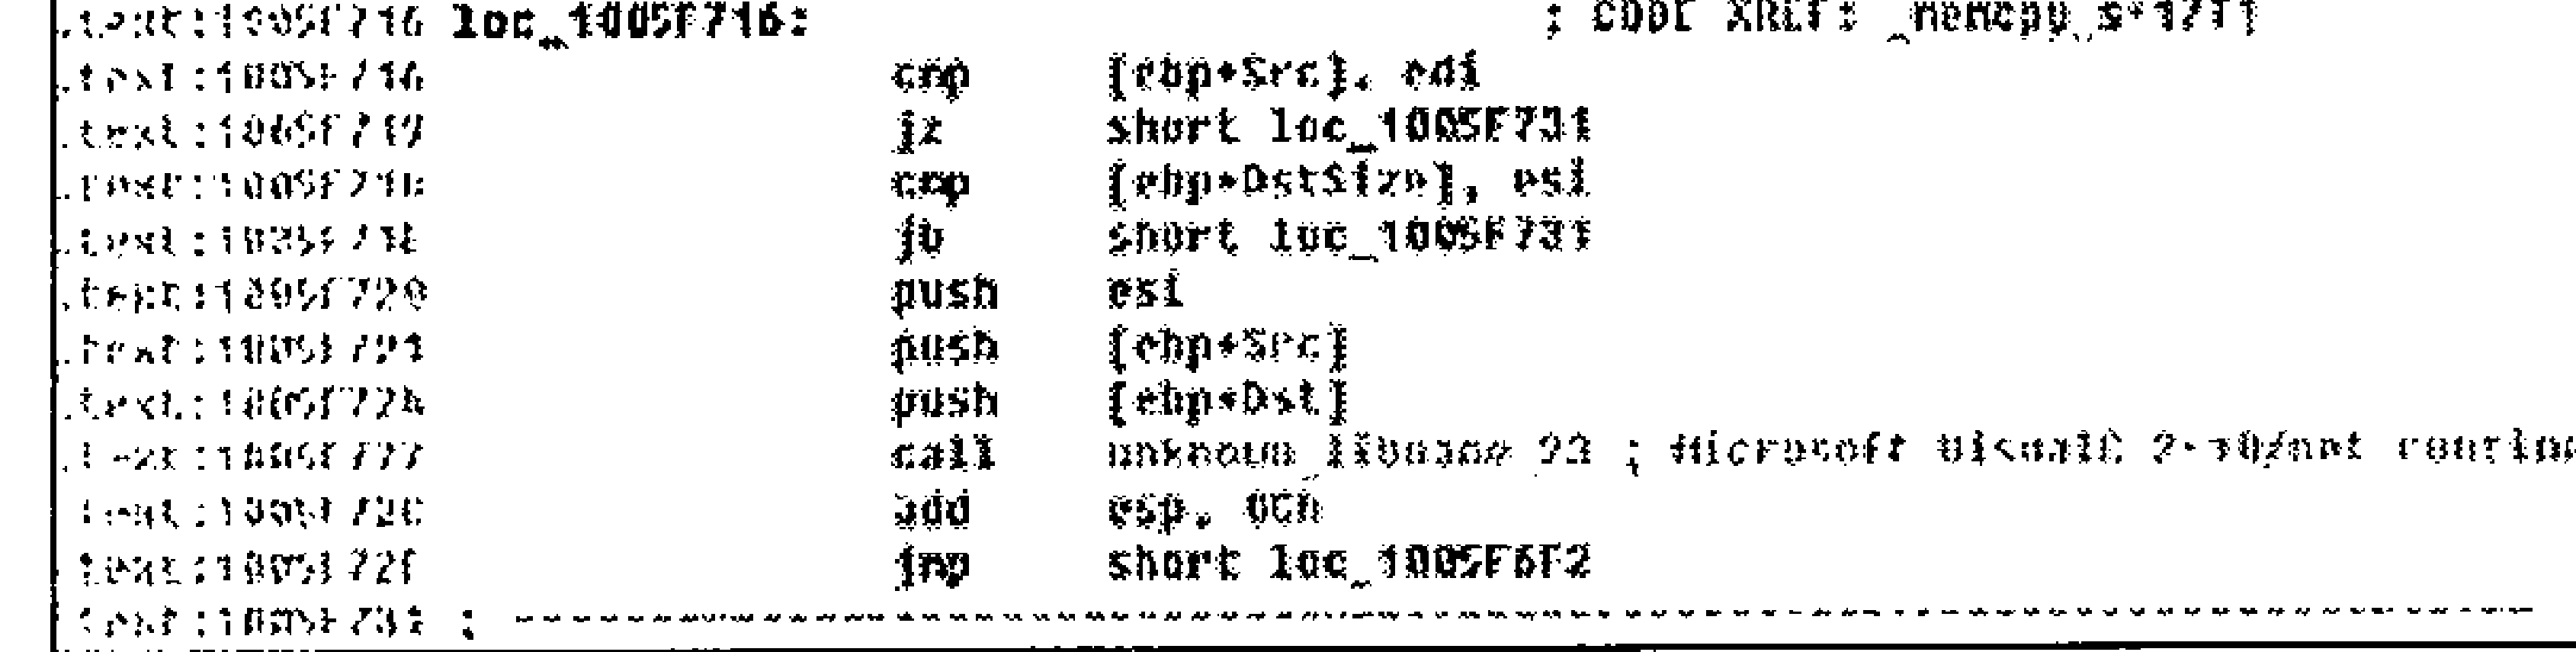 .text:1005F716 loc_1005F716: ; CODE XREF: _memcpy_s+17↑j
.text:1005F716 cmp [ebp+Src], edi
.text:1005F719 jz short loc_1005F731
.text:1005F71B cmp [ebp+DstSize], esi
.text:1005F71E jb short loc_1005F731
.text:1005F720 push esi
.text:1005F721 push [ebp+Src]
.text:1005F724 push [ebp+Dst]
.text:1005F727 call unknown_libname_23 ; Microsoft VisualC 2-10/net
.text:1005F72C add esp, 0Ch
.text:1005F72F jmp short loc_1005F6F2
.text:1005F731 ; ---------------------------------------------------------------------------